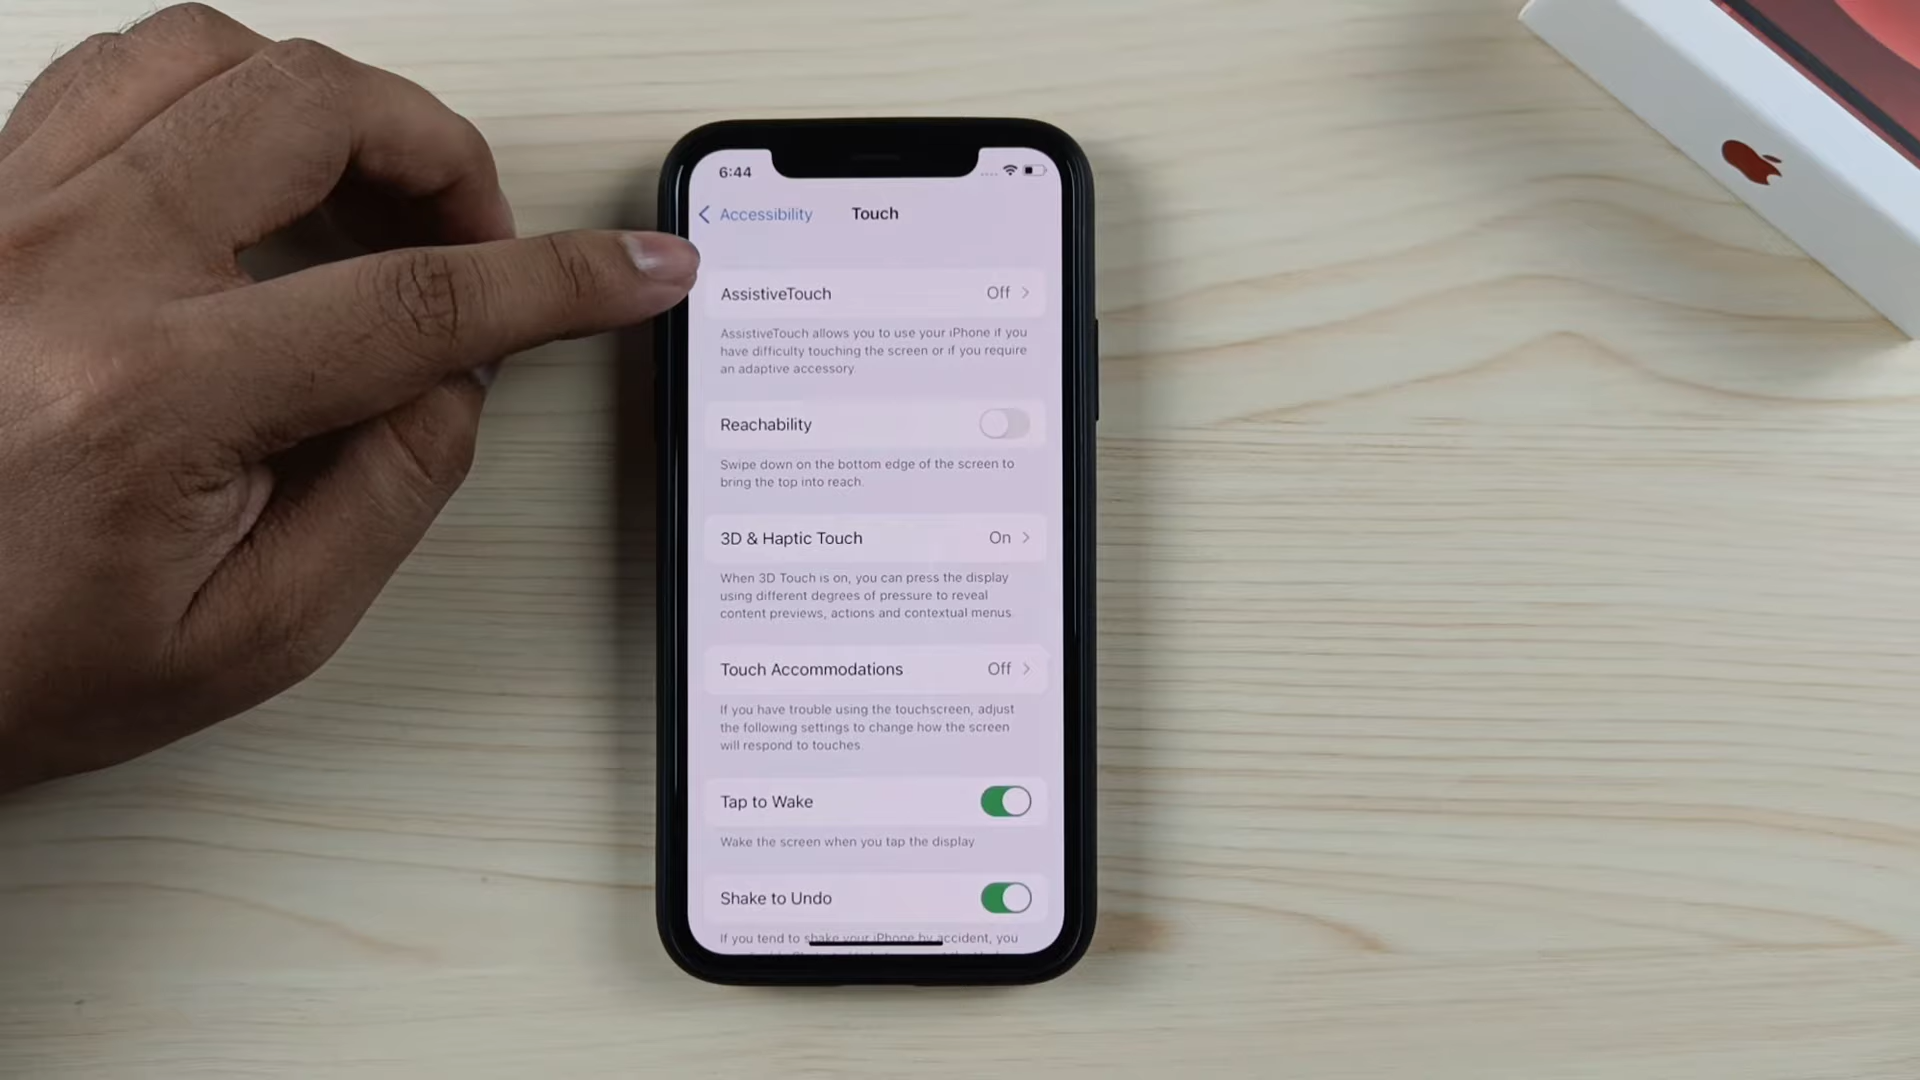 6:44
Accessibility
Touch
AssistiveTouch
Off
AssistiveTouch allows you to use your iPhone if you
have difficulty touching the screen or if you require
an adaptive accessory.
Reachability
Swipe down on the bottom edge of the screen to
bring the top into reach.
3D & Haptic Touch
On
When 3D Touch is on, you can press the display
using different degrees of pressure to reveal
content previews, actions and contextual menus.
Touch Accommodations
Off
If you have trouble using the touchscreen, adjust
the following settings to change how the screen
will respond to touches.
Tap to Wake
Wake the screen when you tap the display.
Shake to Undo
If you tend to shake your iPhone by accident, you